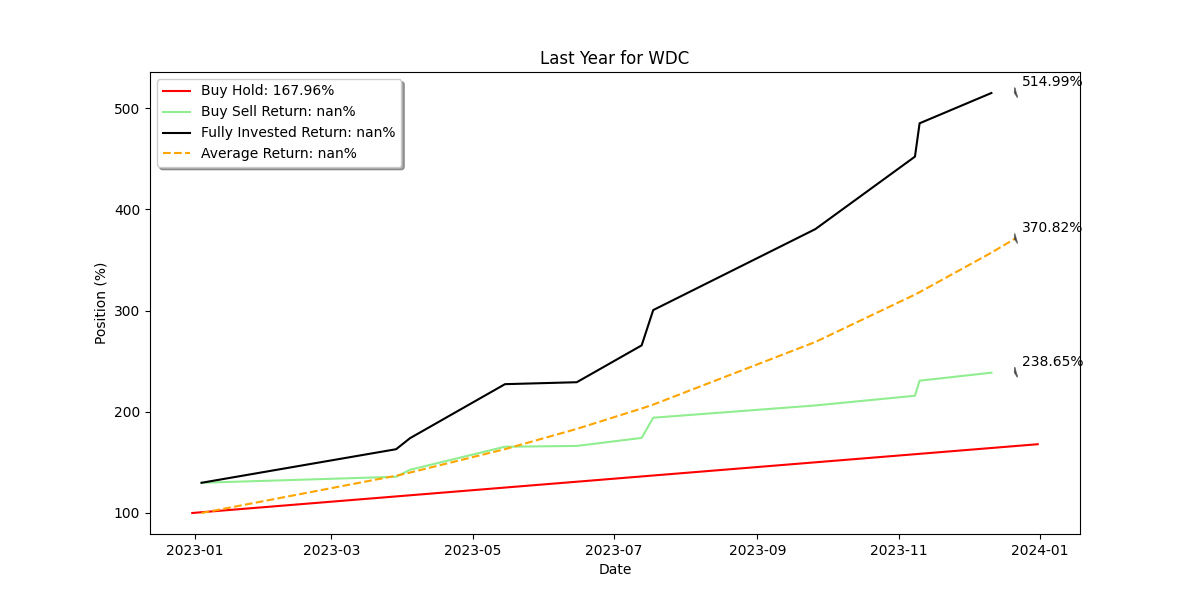 Last Year for WDC
Buy Hold: 167.96%
Buy Sell Return: nan%
Fully Invested Return: nan%
Average Return: nan%
514.99%
370.82%
238.65%
Position (%)
500
400
300
200
100
2023-01
2023-03
2023-05
2023-07
2023-09
2023-11
2024-01
Date